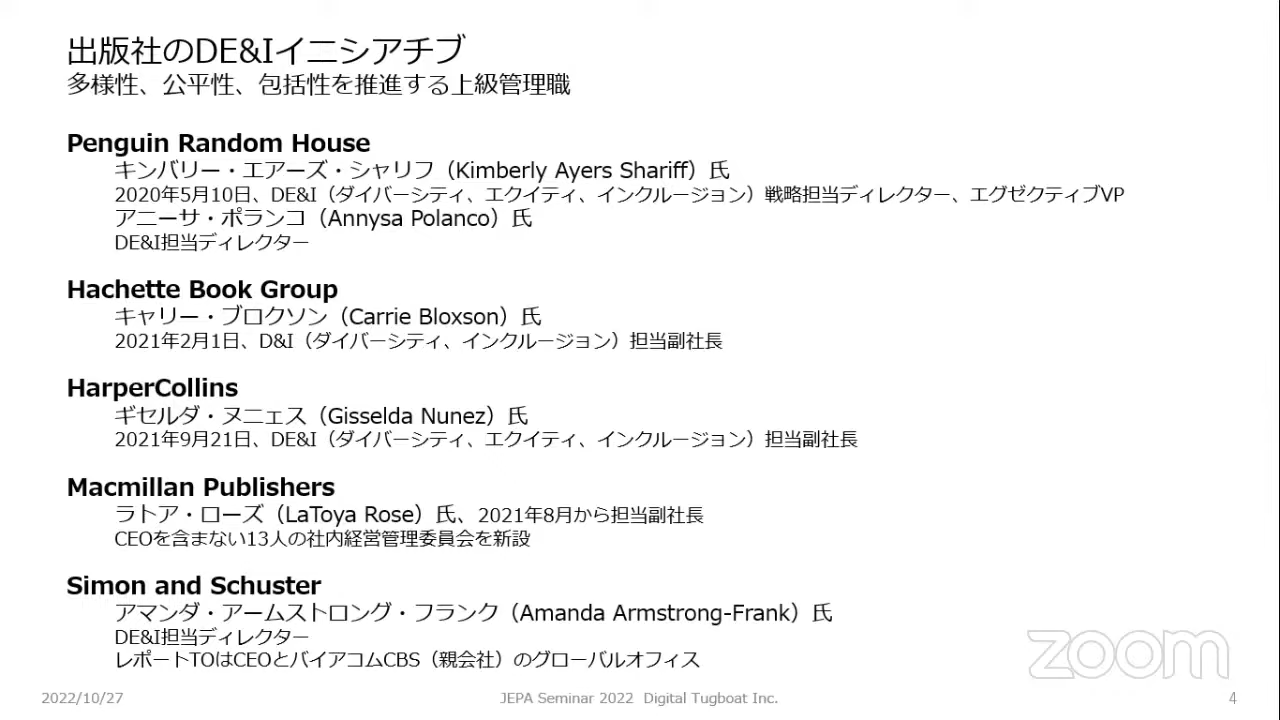 出版社のDE&Iイニシアチブ
多様性、公平性、包括性を推進する上級管理職
Penguin Random House
キンバリー・エアーズ・シャリフ（Kimberly Ayers Shariff）氏
2020年5月10日、DE&I（ダイバーシティ、エクイティ、インクルージョン）戦略担当ディレクター、エグゼクティブVP
アニーサ・ポランコ（Annysa Polanco）氏
DE&I担当ディレクター
Hachette Book Group
キャリー・ブロクソン（Carrie Bloxson）氏
2021年2月1日、D&I（ダイバーシティ、インクルージョン）担当副社長
HarperCollins
ギセルダ・ヌニェス（Gisselda Nunez）氏
2021年9月21日、DE&I（ダイバーシティ、エクイティ、インクルージョン）担当副社長
Macmillan Publishers
ラトア・ローズ（LaToya Rose）氏、2021年8月から担当副社長
CEOを含まない13人の社内経営管理委員会を新設
Simon and Schuster
アマンダ・アームストロング・フランク（Amanda Armstrong-Frank）氏
DE&I担当ディレクター
レポートTOはCEOとバイアコムCBS（親会社）のグローバルオフィス
zoom
2022/10/27
JEPA Seminar 2022 Digital Tugboat Inc.
4